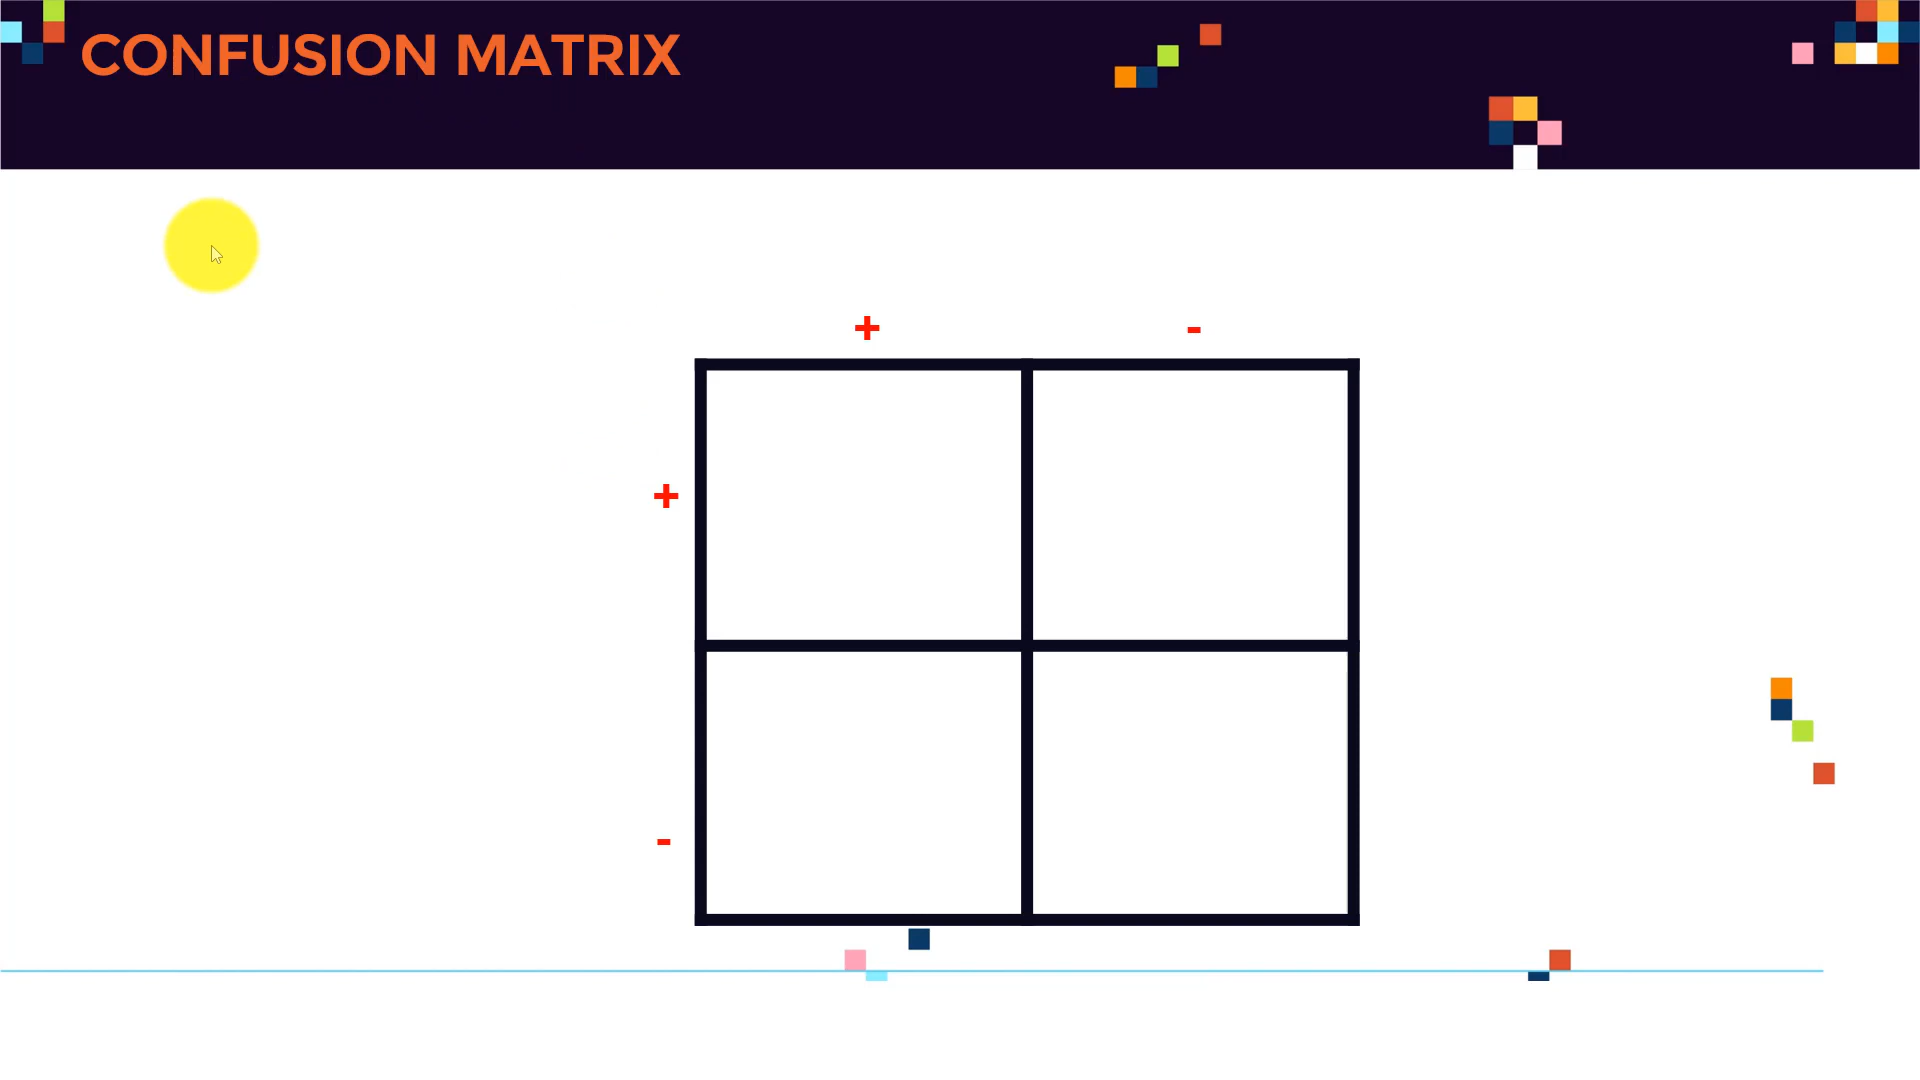 CONFUSION MATRIX
+ -
+
-